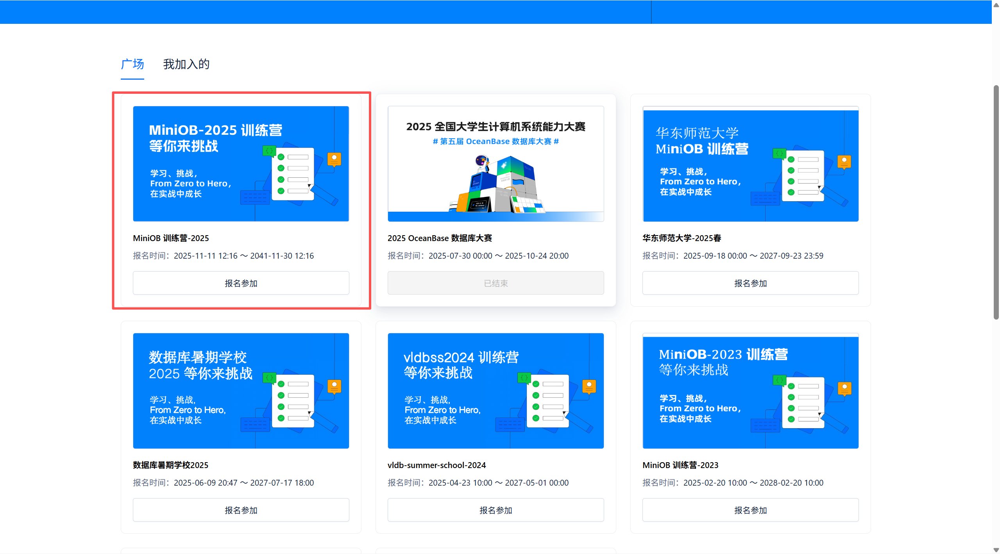 广场 我加入的
MiniOB-2025 训练营
等你来挑战
学习、挑战，
From Zero to Hero，
在实战中成长
MiniOB 训练营-2025
报名时间：2025-11-11 12:16 ～ 2041-11-30 12:16
报名参加
2025 全国大学生计算机系统能力大赛
# 第五届 OceanBase 数据库大赛 #
2025 OceanBase 数据库大赛
报名时间：2025-07-30 00:00 ～ 2025-10-24 20:00
已结束
华东师范大学
MiniOB 训练营
学习、挑战，
From Zero to Hero，
在实战中成长
华东师范大学-2025春
报名时间：2025-09-18 00:00 ～ 2027-09-23 23:59
报名参加
数据库暑期学校
2025 等你来挑战
学习、挑战，
From Zero to Hero，
在实战中成长
数据库暑期学校2025
报名时间：2025-06-09 20:47 ～ 2027-07-17 18:00
报名参加
vldbss2024 训练营
等你来挑战
学习、挑战，
From Zero to Hero，
在实战中成长
vldb-summer-school-2024
报名时间：2025-04-23 10:00 ～ 2027-05-01 00:00
报名参加
MiniOB-2023 训练营
等你来挑战
学习、挑战，
From Zero to Hero，
在实战中成长
MiniOB 训练营-2023
报名时间：2025-02-20 10:00 ～ 2028-02-20 10:00
报名参加